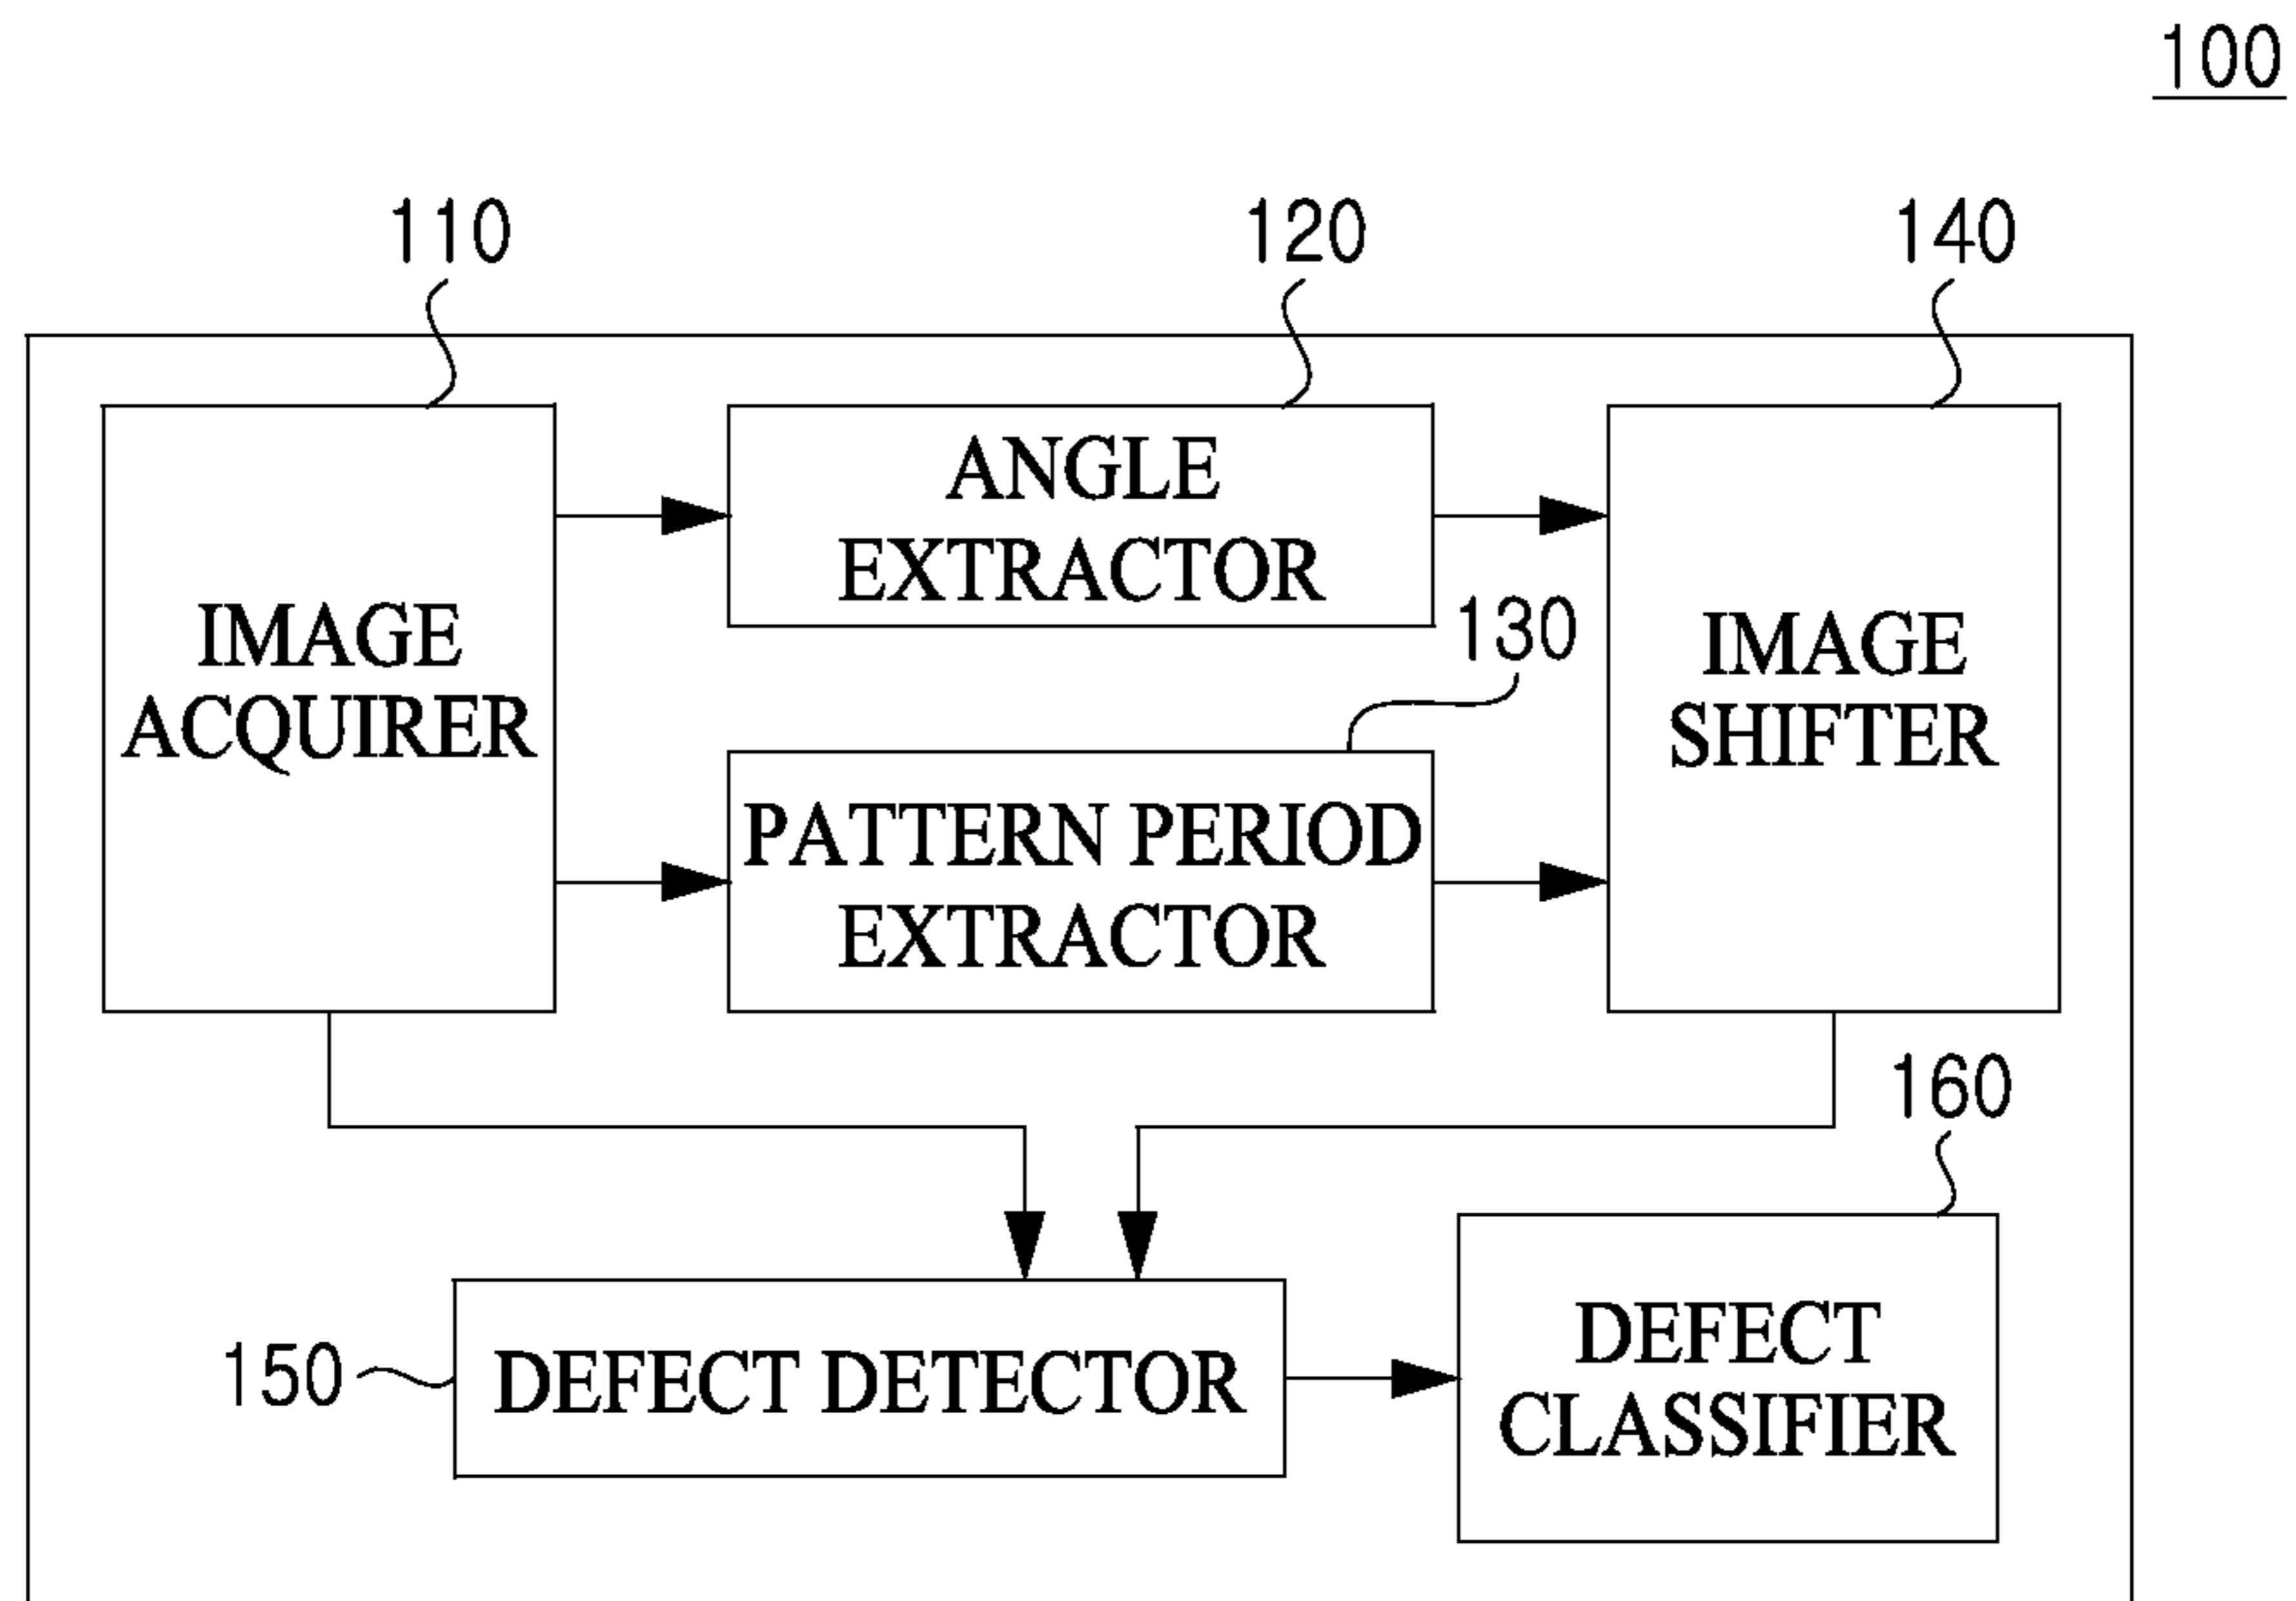 100
110
120
140
ANGLE
EXTRACTOR
130
IMAGE
ACQUIRER
IMAGE
SHIFTER
PATTERN PERIOD
EXTRACTOR
160
150
DEFECT DETECTOR
DEFECT
CLASSIFIER